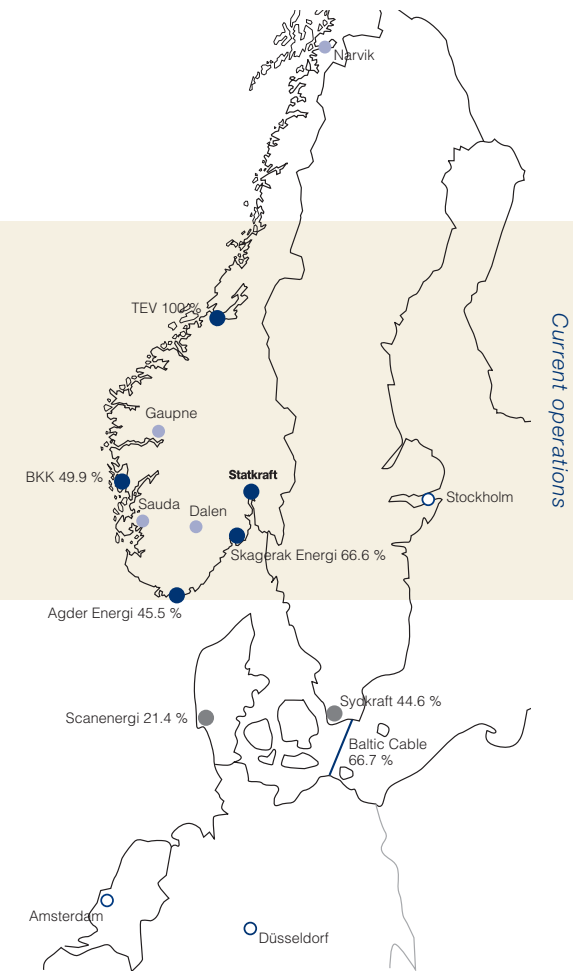 Narvik
TEV 100 %
Current operations
Gaupne
BKK 49.9 %
Statkraft
Sauda
Dalen
Stockholm
Skagerak Energi 66.6 %
Agder Energi 45.5 %
Sydkraft 44.6 %
Scanenergi 21.4 %
Baltic Cable
66.7 %
Amsterdam
Düsseldorf